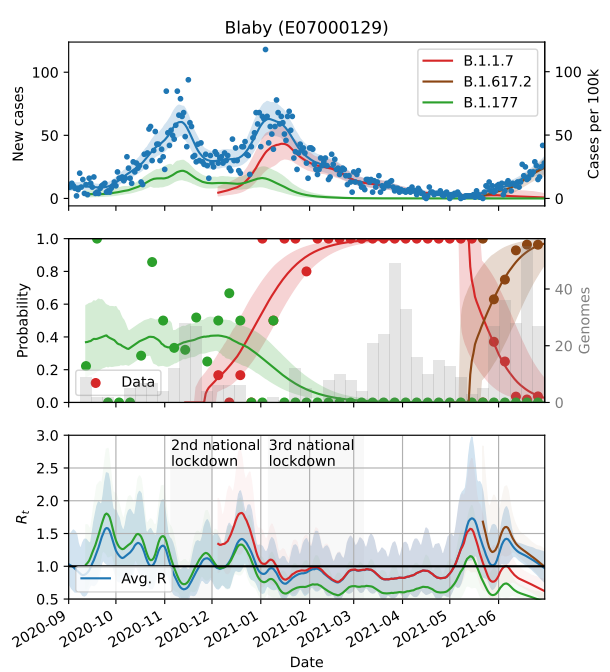 Blaby (E07000129)
New cases
0
50
100
B.1.1.7
B.1.617.2
B.1.177
0
50
100
Cases per 100k
Probability
0.0
0.2
0.4
0.6
0.8
1.0
Data
0
20
40
Genomes
Rt
0.5
1.0
1.5
2.0
2.5
3.0
2nd national
lockdown
3rd national
lockdown
Avg. R
2020-09
2020-10
2020-11
2020-12
2021-01
2021-02
2021-03
2021-04
2021-05
2021-06
Date